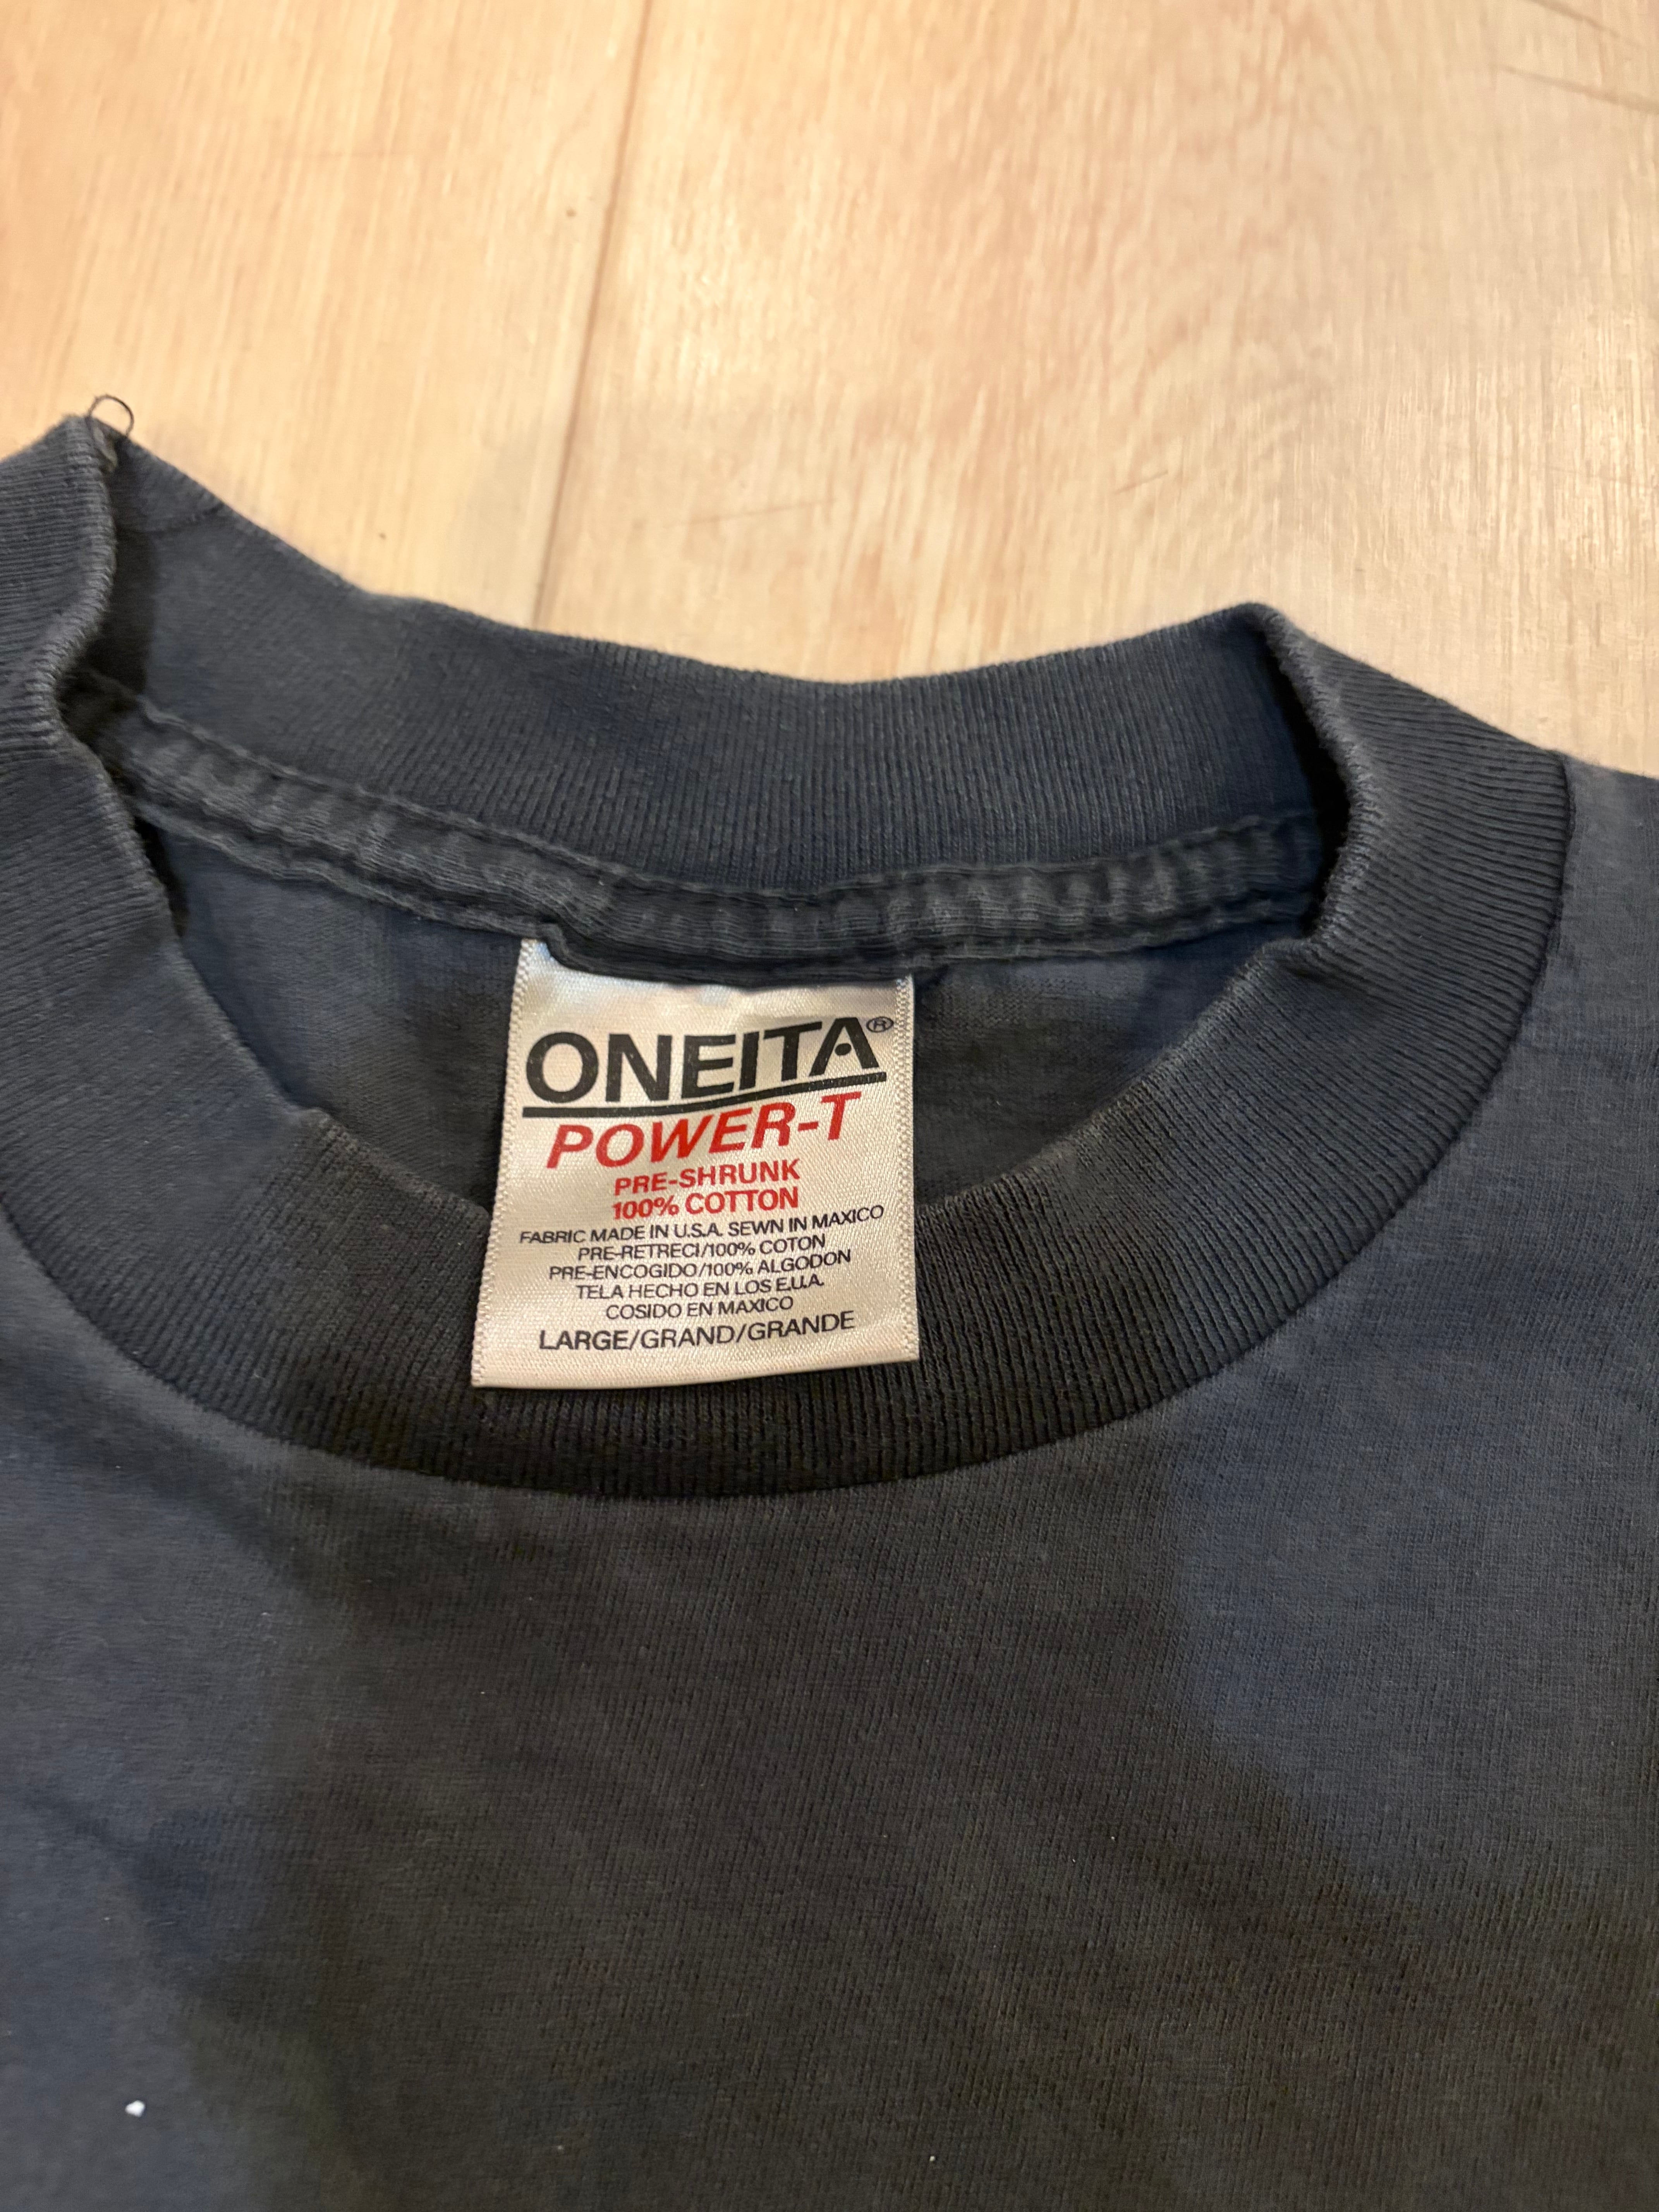 ONEITA®
POWER-T
PRE-SHRUNK
100% COTTON
FABRIC MADE IN U.S.A. SEWN IN MAXICO
PRE-RETRECI/100% COTON
PRE-ENCOGIDO/100% ALGODON
TELA HECHO EN LOS E.U.A.
COSIDO EN MAXICO
LARGE/GRAND/GRANDE